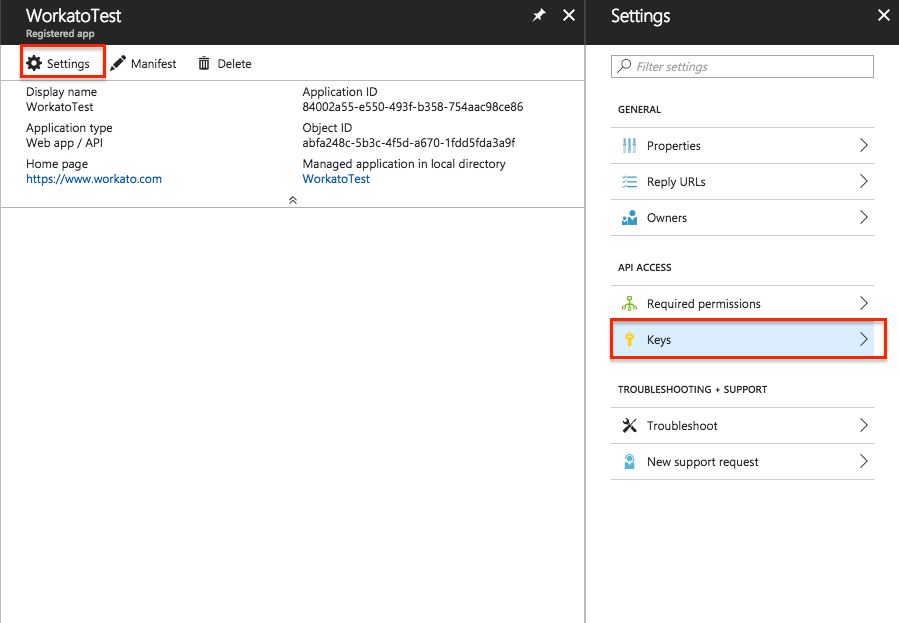 WorkatoTest
Registered app
Settings
Manifest
Delete
Display name
WorkatoTest
Application type
Web app / API
Home page
https://www.workato.com
Application ID
84002a55-e550-493f-b358-754aac98ce86
Object ID
abfa248c-5b3c-4f5d-a670-1fdd5fda3a9f
Managed application in local directory
WorkatoTest
Settings
Filter settings
GENERAL
Properties
Reply URLs
Owners
API ACCESS
Required permissions
Keys
TROUBLESHOOTING + SUPPORT
Troubleshoot
New support request